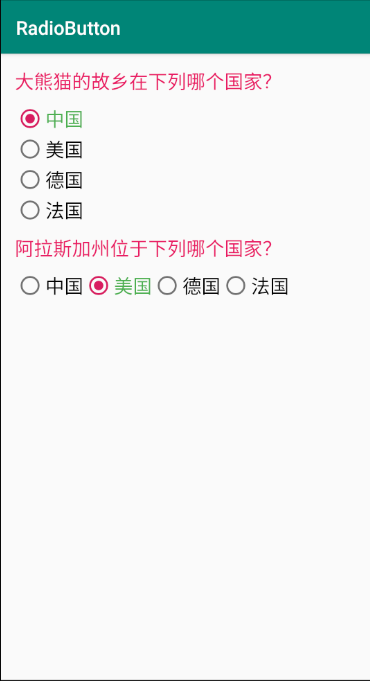 RadioButton
大熊猫的故乡在下列哪个国家?
中国
美国
德国
法国
阿拉斯加州位于下列哪个国家?
中国 美国 德国 法国